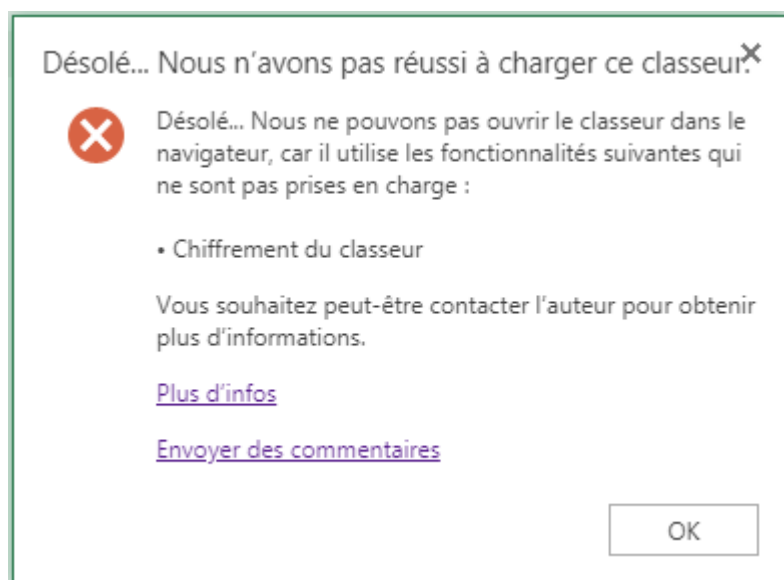 Désolé... Nous n’avons pas réussi à charger ce classeur.
Désolé... Nous ne pouvons pas ouvrir le classeur dans le
navigateur, car il utilise les fonctionnalités suivantes qui
ne sont pas prises en charge :
• Chiffrement du classeur
Vous souhaitez peut-être contacter l’auteur pour obtenir
plus d’informations.
Plus d’infos
Envoyer des commentaires
OK